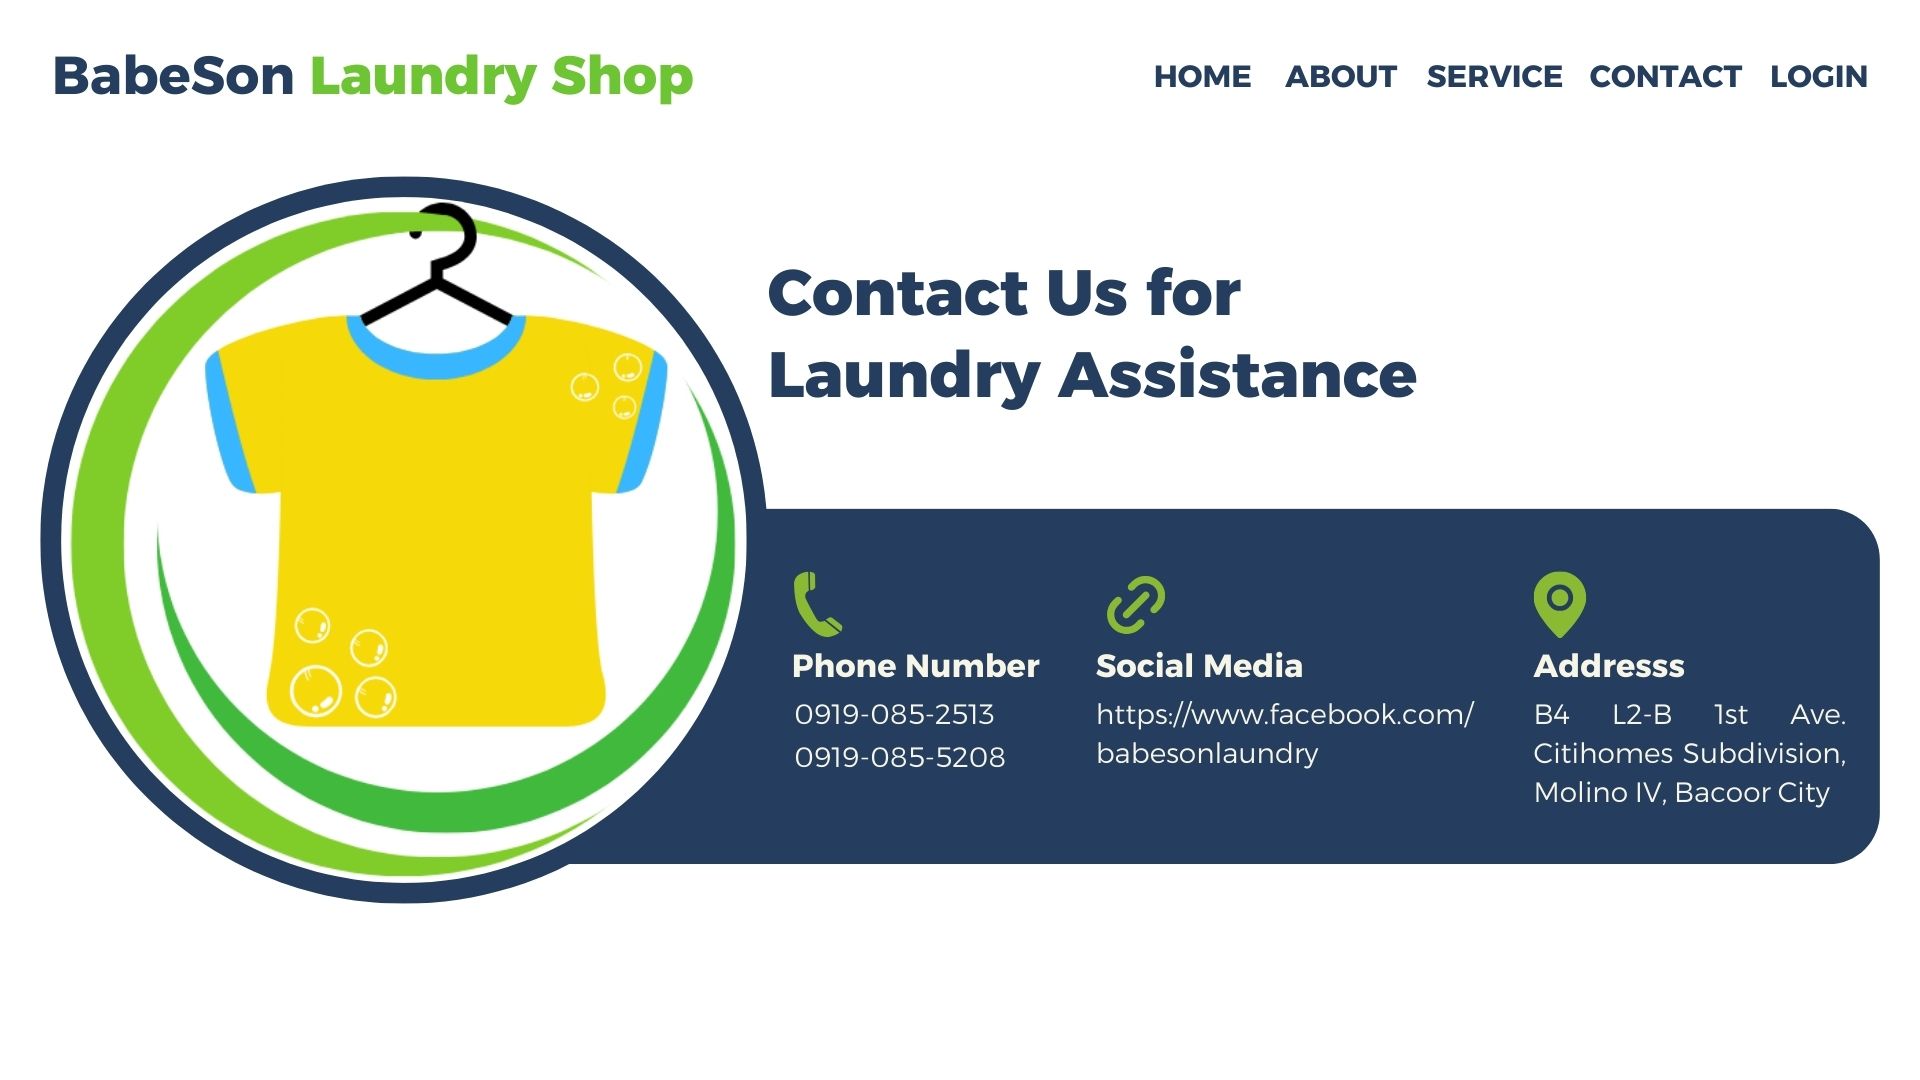 BabeSon Laundry Shop
HOME ABOUT SERVICE CONTACT LOGIN
Contact Us for
Laundry Assistance
Phone Number
0919-085-2513
0919-085-5208
Social Media
https://www.facebook.com/
babesonlaundry
Addresss
B4 L2-B 1st Ave.
Citihomes Subdivision,
Molino IV, Bacoor City